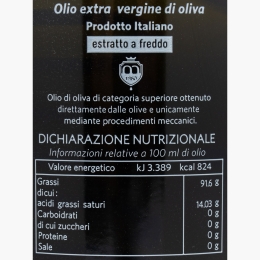 Olio extra vergine di oliva
Prodotto Italiano
estratto a freddo
Olio di oliva di categoria superiore ottenuto
direttamente dalle olive e unicamente
mediante procedimenti meccanici.
DICHIARAZIONE NUTRIZIONALE
Informazioni relative a 100 ml di olio
Valore energetico kJ 3.389 kcal 824
Grassi 91,6 g
di cui:
acidi grassi saturi 14,03 g
Carboidrati 0 g
di cui zuccheri 0 g
Proteine 0 g
Sale 0 g